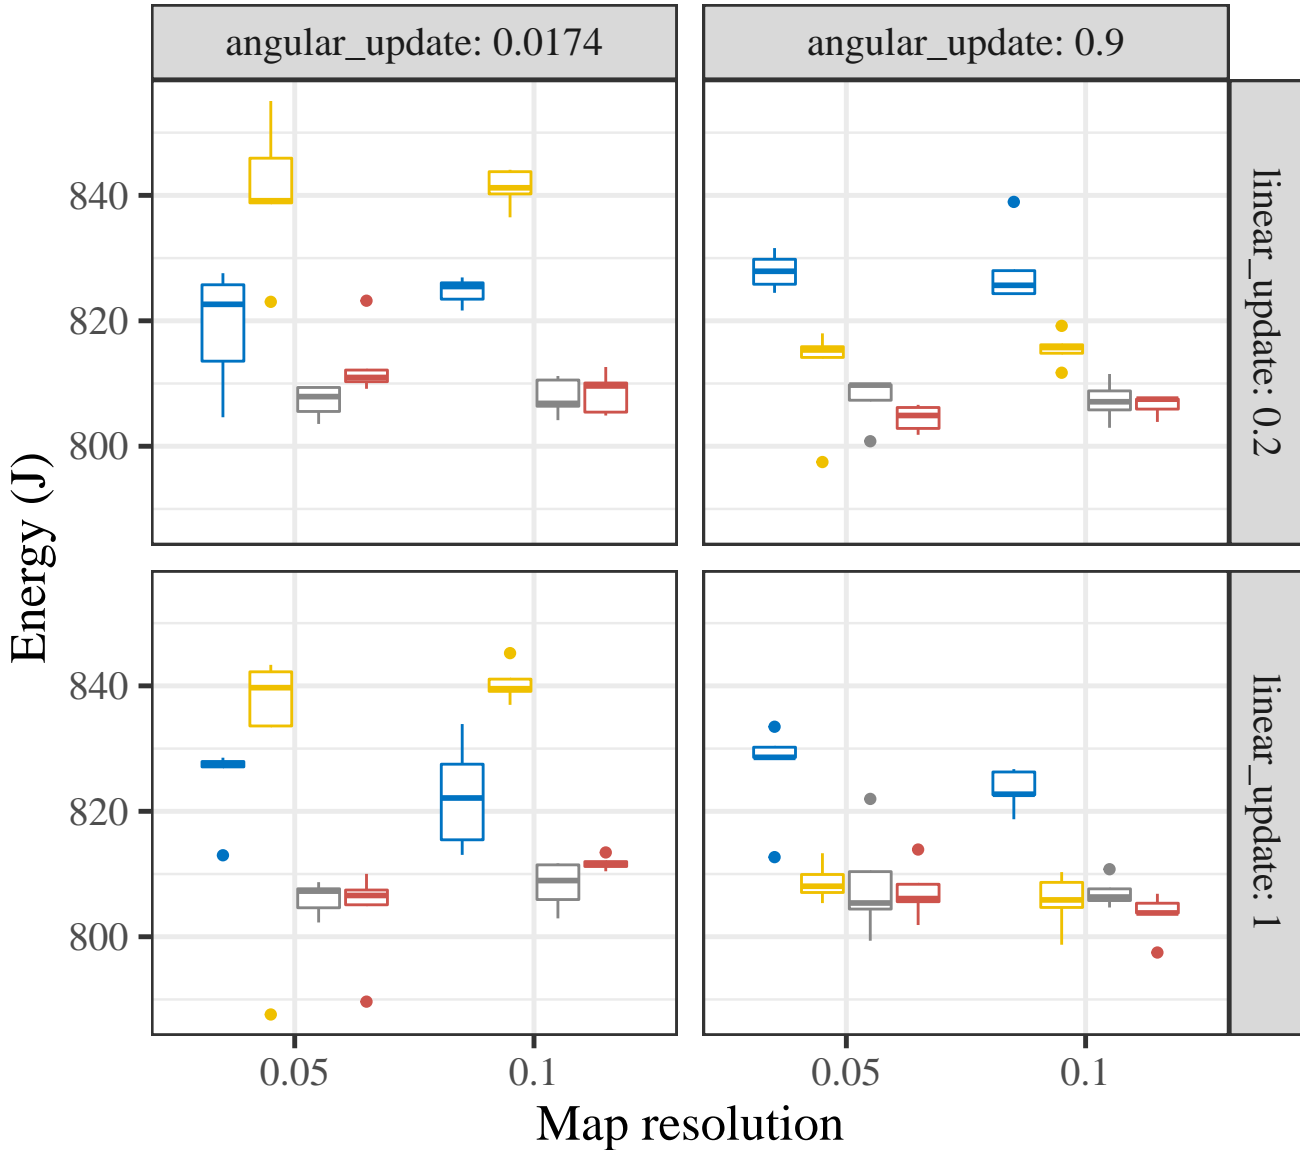 angular_update: 0.0174
angular_update: 0.9
840
820
800
linear_update: 0.2
Energy (J)
840
820
800
linear_update: 1
0.05
0.1
0.05
0.1
Map resolution